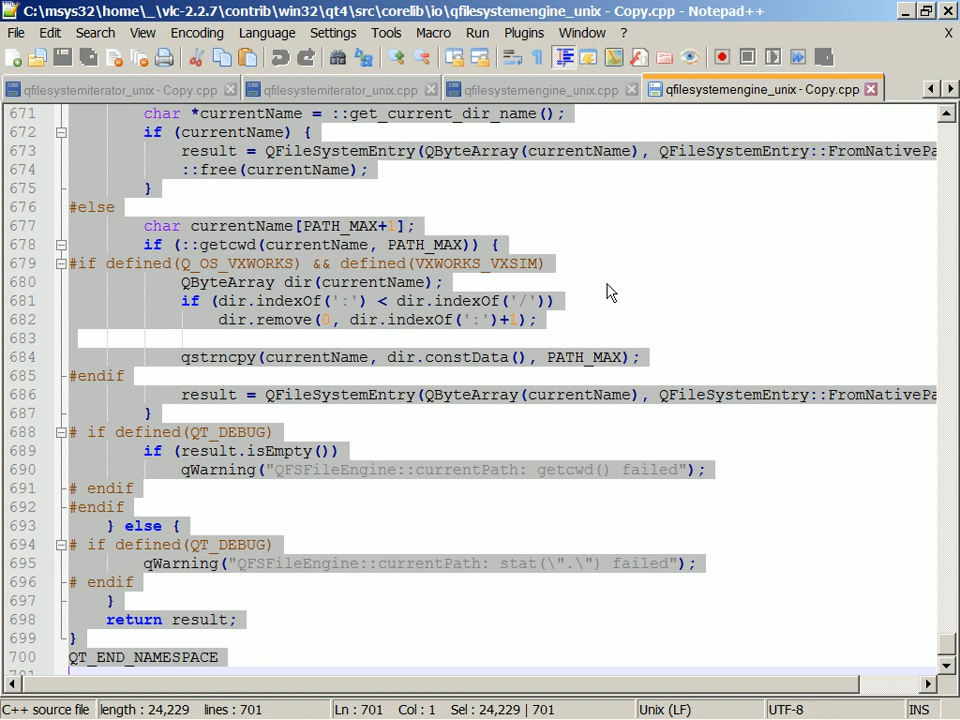 C:\msys32\home\_\vlc-2.2.7\contrib\win32\qt4\src\corelib\io\qfilesystemengine_unix - Copy.cpp - Notepad++
File Edit Search View Encoding Language Settings Tools Macro Run Plugins Window ? X
qfilesystemiterator_unix - Copy.cpp qfilesystemiterator_unix.cpp qfilesystemengine_unix.cpp qfilesystemengine_unix - Copy.cpp
671 char *currentName = ::get_current_dir_name();
672 if (currentName) {
673 result = QFileSystemEntry(QByteArray(currentName), QFileSystemEntry::FromNativePa
674 ::free(currentName);
675 }
676 #else
677 char currentName[PATH_MAX+1];
678 if (::getcwd(currentName, PATH_MAX)) {
679 #if defined(Q_OS_VXWORKS) && defined(VXWORKS_VXSIM)
680 QByteArray dir(currentName);
681 if (dir.indexOf(':') < dir.indexOf('/'))
682 dir.remove(0, dir.indexOf(':')+1);
683
684 qstrncpy(currentName, dir.constData(), PATH_MAX);
685 #endif
686 result = QFileSystemEntry(QByteArray(currentName), QFileSystemEntry::FromNativePa
687 }
688 # if defined(QT_DEBUG)
689 if (result.isEmpty())
690 qWarning("QFSFileEngine::currentPath: getcwd() failed");
691 # endif
692 #endif
693 } else {
694 # if defined(QT_DEBUG)
695 qWarning("QFSFileEngine::currentPath: stat(\".\") failed");
696 # endif
697 }
698 return result;
699 }
700 QT_END_NAMESPACE
701
C++ source file length : 24,229 lines : 701 Ln : 701 Col : 1 Sel : 24,229 | 701 Unix (LF) UTF-8 INS